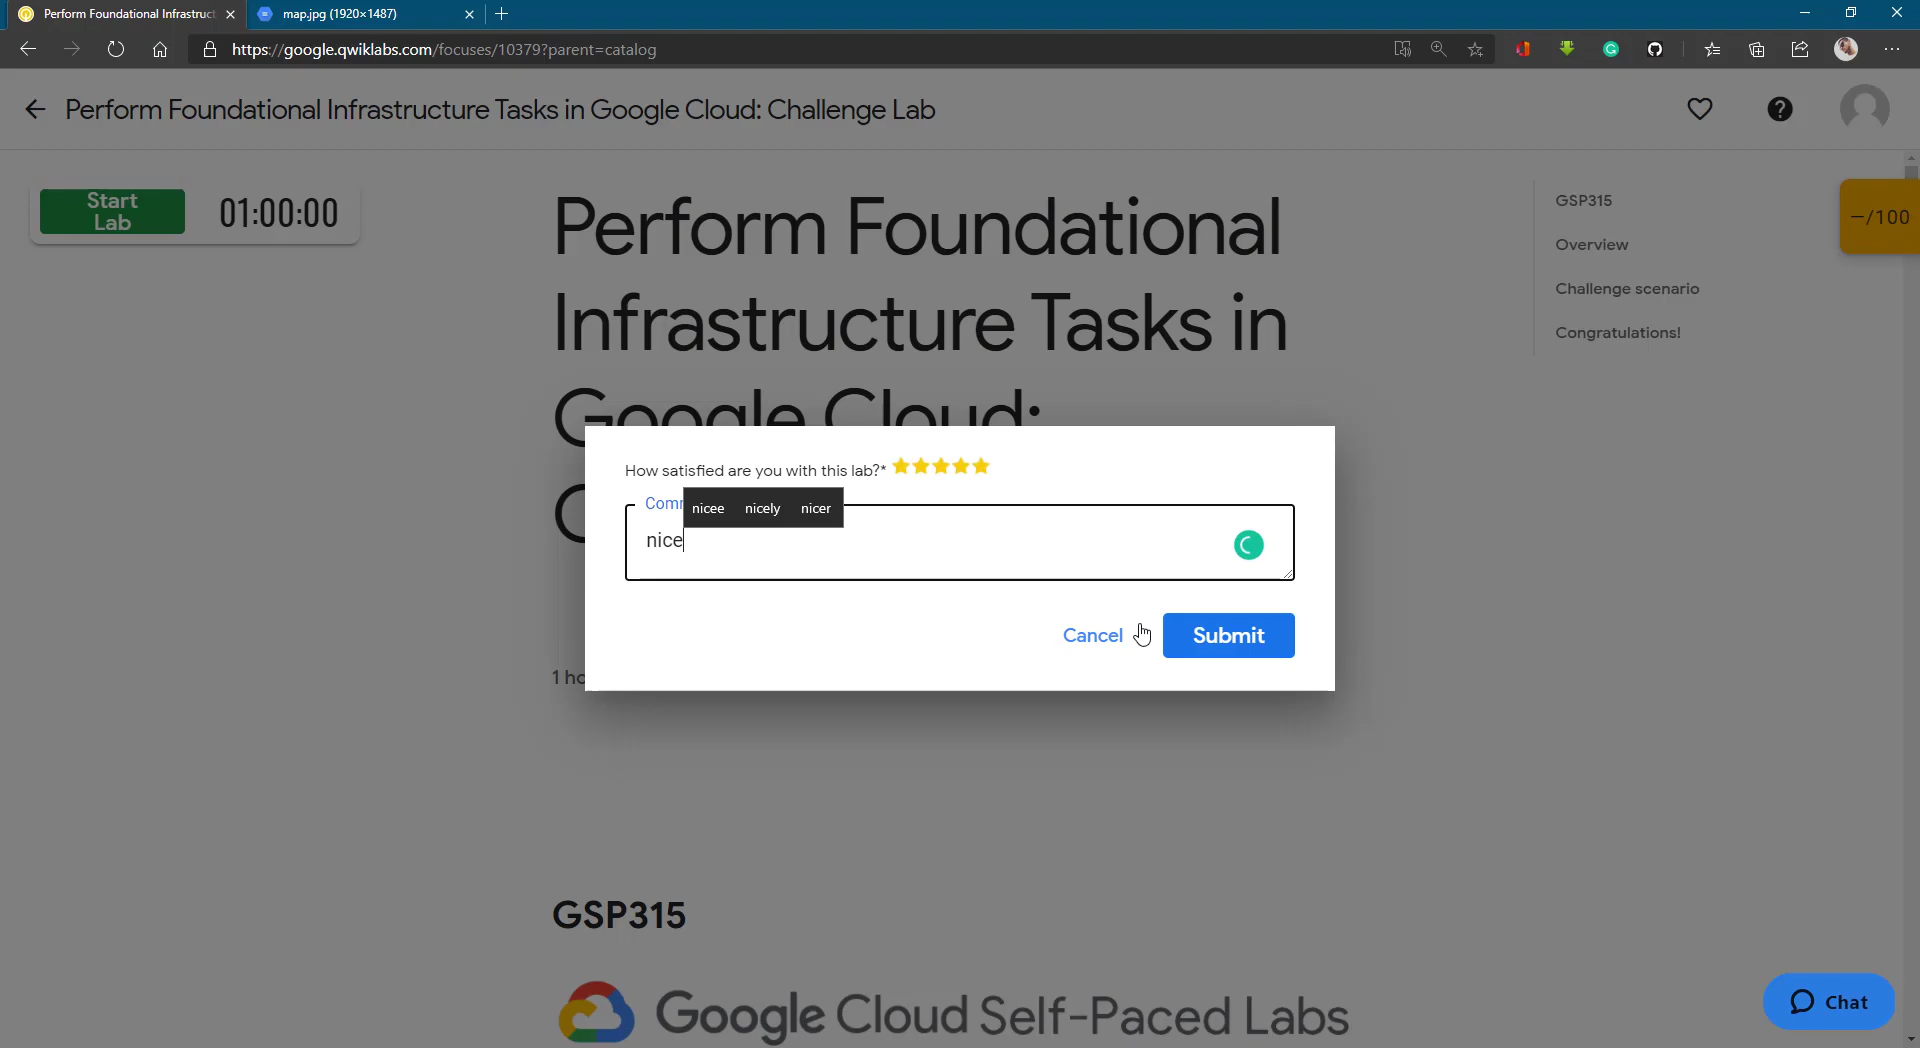 Perform Foundational Infrastruct
map.jpg (1920×1487)
https://google.qwiklabs.com/focuses/10379?parent=catalog
Perform Foundational Infrastructure Tasks in Google Cloud: Challenge Lab
Start
Lab
01:00:00
Perform Foundational
Infrastructure Tasks in
Google Cloud:
GSP315
Overview
Challenge scenario
Congratulations!
–/100
How satisfied are you with this lab?*
nicee nicely nicer
nice
Cancel
Submit
GSP315
Google Cloud Self-Paced Labs
Chat